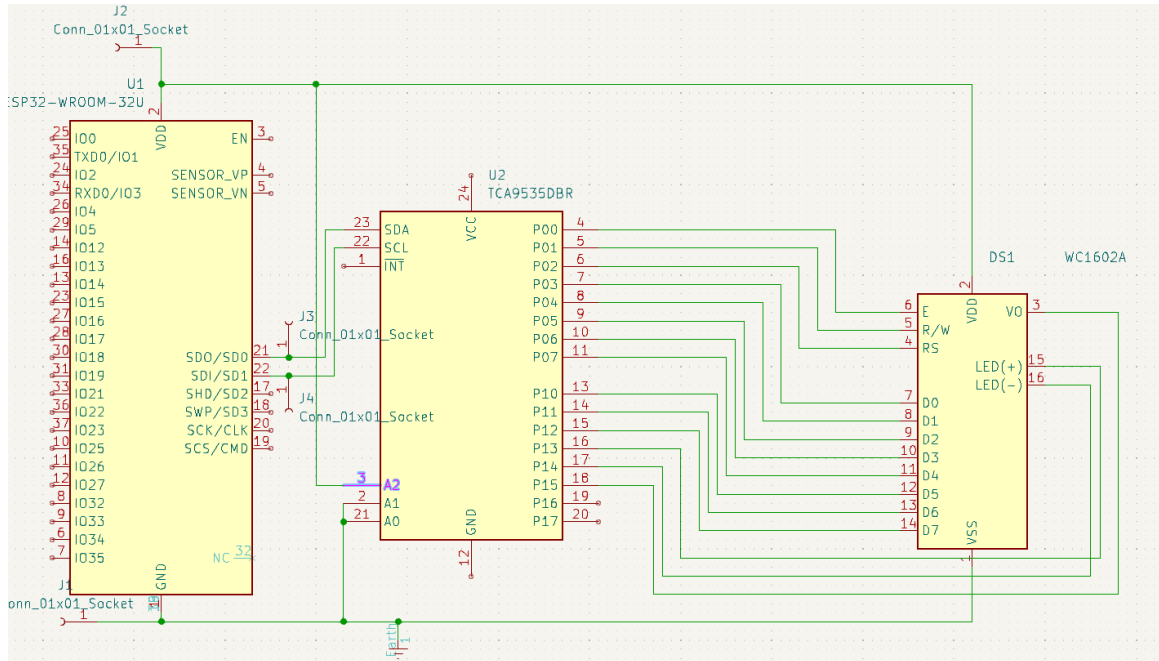 J2
Conn_01x01_Socket
1
U1
ESP32-WROOM-32U
2
VDD
25 IO0
35 TXD0/IO1
24 IO2
34 RXD0/IO3
26 IO4
29 IO5
14 IO12
16 IO13
13 IO14
23 IO15
27 IO16
28 IO17
30 IO18
31 IO19
33 IO21
36 IO22
37 IO23
10 IO25
11 IO26
12 IO27
8 IO32
9 IO33
6 IO34
7 IO35
EN 3
SENSOR_VP 4
SENSOR_VN 5
SDO/SD0 21
SDI/SD1 22
SHD/SD2 17
SWP/SD3 18
SCK/CLK 20
SCS/CMD 19
NC 32
GND
J1
onn_01x01_Socket
1
J3
Conn_01x01_Socket
1
J4
Conn_01x01_Socket
1
U2
TCA9535DBR
24
VCC
23 SDA
22 SCL
1 INT
3 A2
2 A1
21 A0
GND
12
P00 4
P01 5
P02 6
P03 7
P04 8
P05 9
P06 10
P07 11
P10 13
P11 14
P12 15
P13 16
P14 17
P15 18
P16 19
P17 20
Earth
1
DS1 WC1602A
2
VDD
6 E
5 R/W
4 RS
7 D0
8 D1
9 D2
10 D3
11 D4
12 D5
13 D6
14 D7
VO 3
LED(+) 15
LED(-) 16
VSS
1